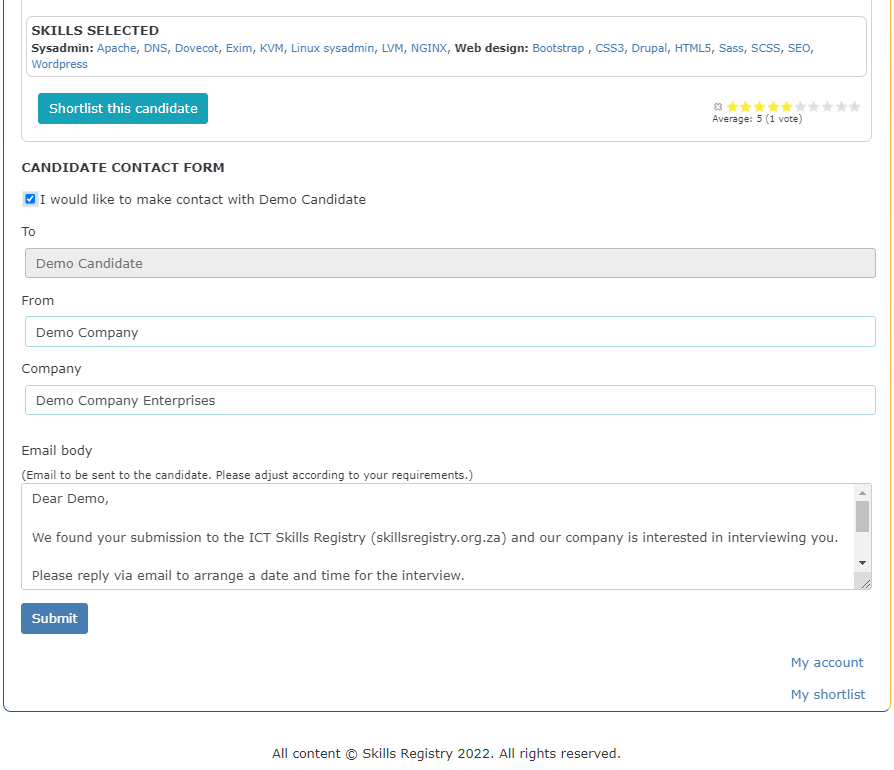 SKILLS SELECTED
Sysadmin: Apache, DNS, Dovecot, Exim, KVM, Linux sysadmin, LVM, NGINX, Web design: Bootstrap , CSS3, Drupal, HTML5, Sass, SCSS, SEO,
Wordpress
Shortlist this candidate
Average: 5 (1 vote)
CANDIDATE CONTACT FORM
I would like to make contact with Demo Candidate
To
Demo Candidate
From
Demo Company
Company
Demo Company Enterprises
Email body
(Email to be sent to the candidate. Please adjust according to your requirements.)
Dear Demo,
We found your submission to the ICT Skills Registry (skillsregistry.org.za) and our company is interested in interviewing you.
Please reply via email to arrange a date and time for the interview.
Submit
My account
My shortlist
All content © Skills Registry 2022. All rights reserved.